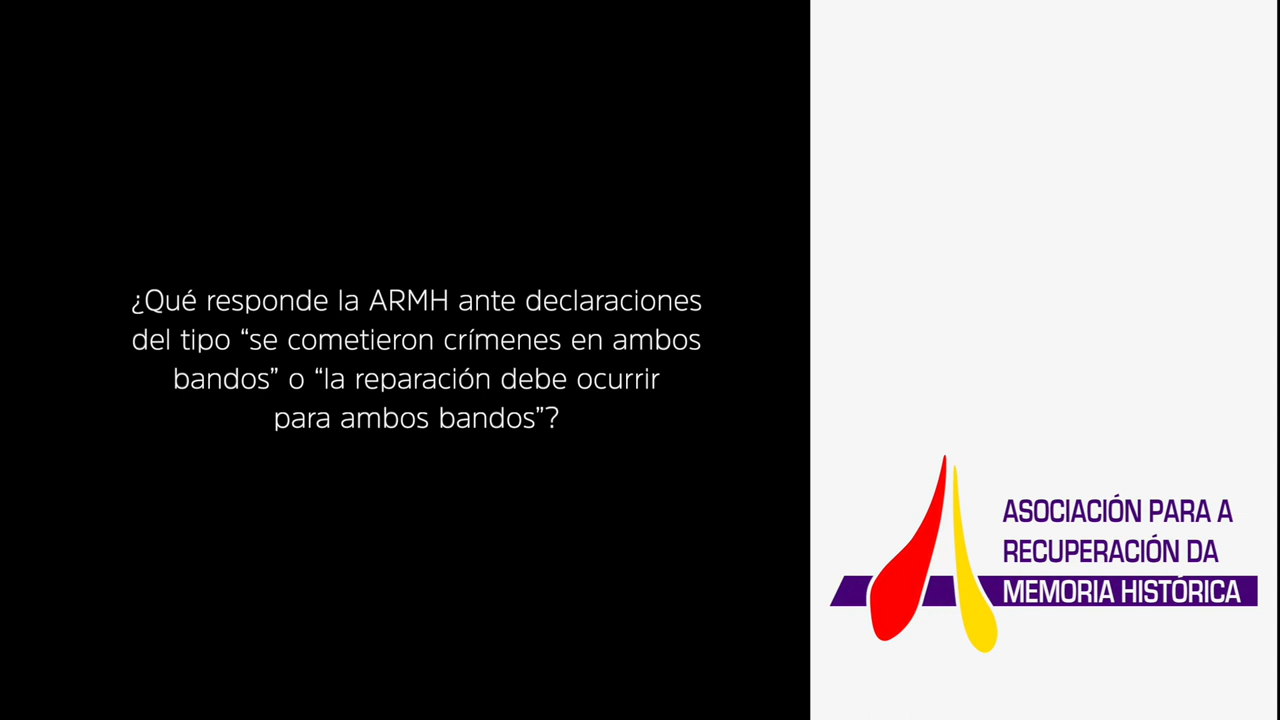 ¿Qué responde la ARMH ante declaraciones
del tipo “se cometieron crímenes en ambos
bandos” o “la reparación debe ocurrir
para ambos bandos”?
ASOCIACIÓN PARA A
RECUPERACIÓN DA
MEMORIA HISTÓRICA